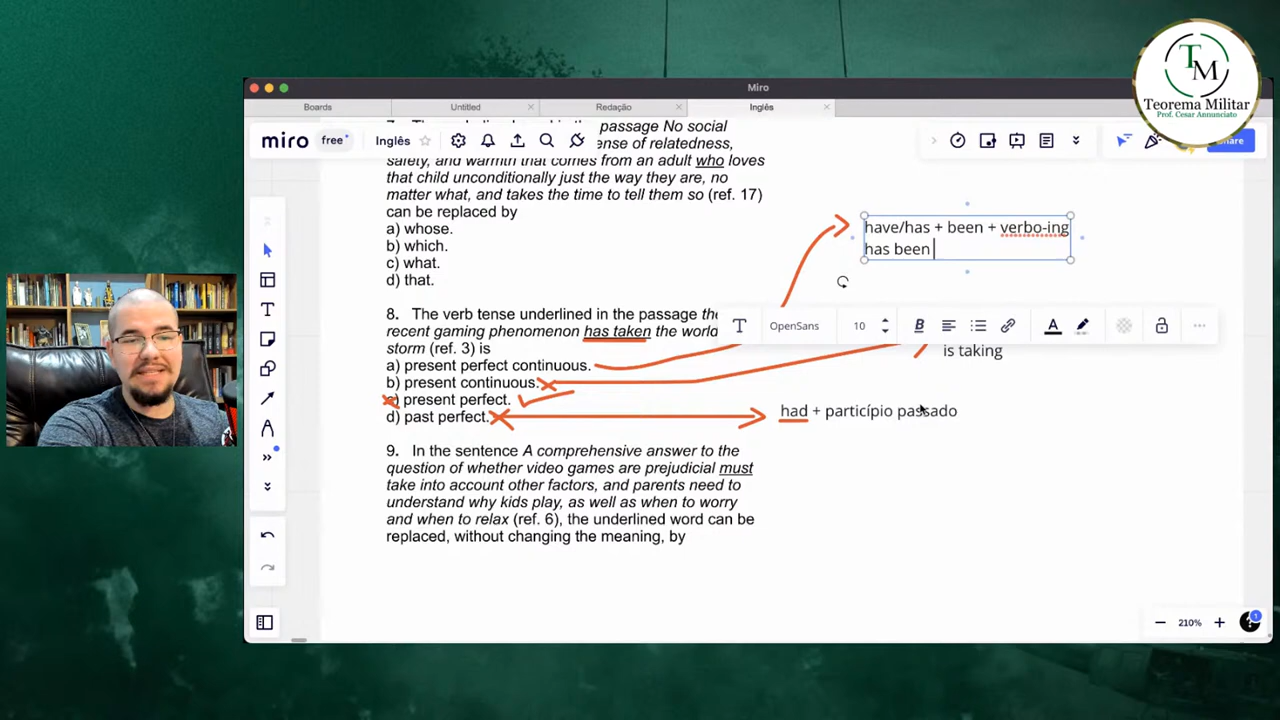 TM
Teorema Militar
Prof. Cesar Annunciato
Miro
Boards
Untitled
Redação
Inglês
miro
free
Inglês
Share
passage No social
ense of relatedness,
safety, and warmth that comes from an adult who loves
that child unconditionally just the way they are, no
matter what, and takes the time to tell them so (ref. 17)
can be replaced by
a) whose.
b) which.
c) what.
d) that.
have/has + been + verbo-ing
has been
8. The verb tense underlined in the passage the
recent gaming phenomenon has taken the world
storm (ref. 3) is
a) present perfect continuous.
b) present continuous.
c) present perfect.
d) past perfect.
OpenSans
10
is taking
had + particípio passado
9. In the sentence A comprehensive answer to the
question of whether video games are prejudicial must
take into account other factors, and parents need to
understand why kids play, as well as when to worry
and when to relax (ref. 6), the underlined word can be
replaced, without changing the meaning, by
210%
1